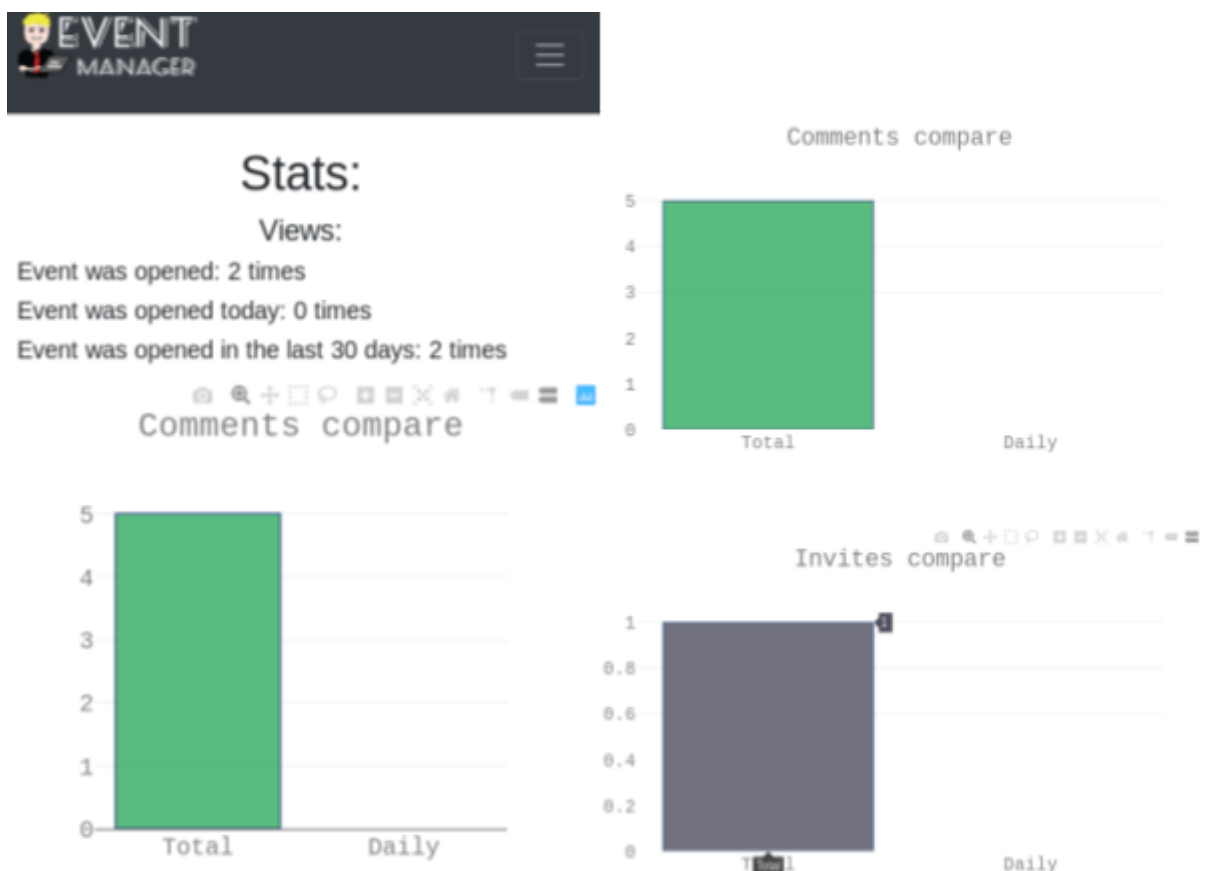 EVENT
MANAGER
Stats:
Views:
Event was opened: 2 times
Event was opened today: 0 times
Event was opened in the last 30 days: 2 times
Comments compare
5
4
3
2
1
0
Total Daily
Comments compare
5
4
3
2
1
0
Total Daily
Invites compare
1
1
0.8
0.6
0.4
0.2
0
Total
Daily